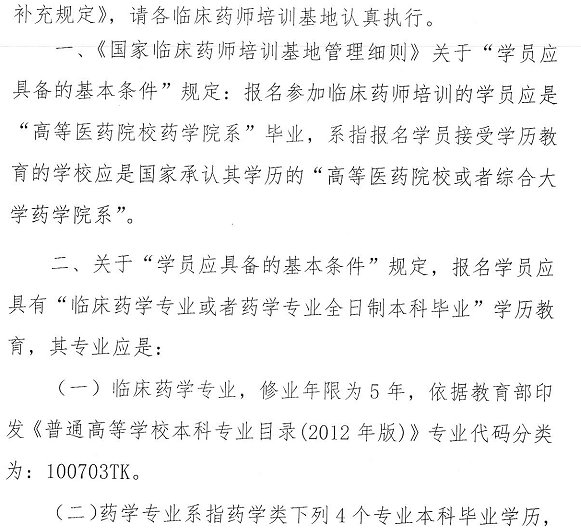 补充规定》，请各临床药师培训基地认真执行。
一、《国家临床药师培训基地管理细则》关于“学员应
具备的基本条件”规定：报名参加临床药师培训的学员应是
“高等医药院校药学院系”毕业，系指报名学员接受学历教
育的学校应是国家承认其学历的“高等医药院校或者综合大
学药学院系”。
二、关于“学员应具备的基本条件”规定，报名学员应
具有“临床药学专业或者药学专业全日制本科毕业”学历教
育，其专业应是：
（一）临床药学专业，修业年限为5年，依据教育部印
发《普通高等学校本科专业目录(2012年版)》专业代码分类
为：100703TK。
（二）药学专业系指药学类下列4个专业本科毕业学历，